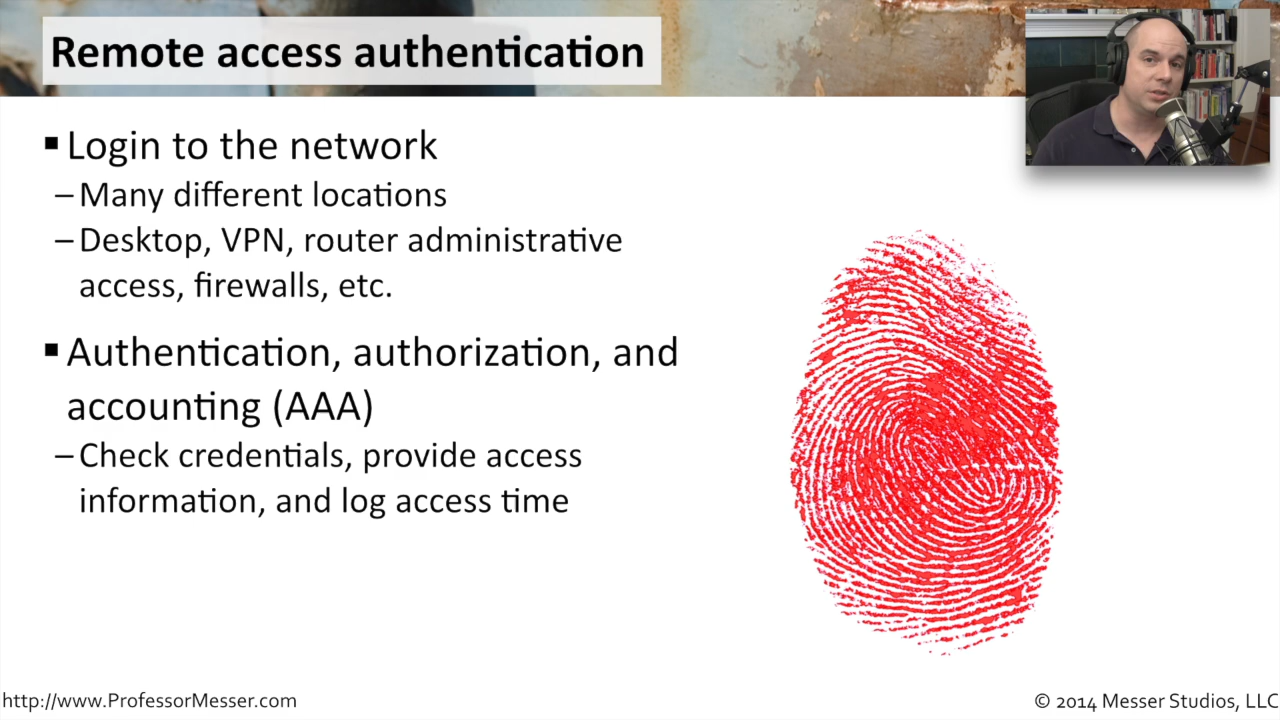 Remote access authentication
▪ Login to the network
– Many different locations
– Desktop, VPN, router administrative
access, firewalls, etc.
▪ Authentication, authorization, and
accounting (AAA)
– Check credentials, provide access
information, and log access time
http://www.ProfessorMesser.com
© 2014 Messer Studios, LLC